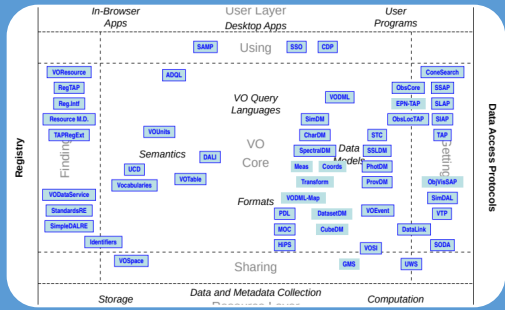 User Layer
In-Browser Apps
Desktop Apps
User Programs
Using
SAMP
SSO
CDP
Registry
Finding
VOResource
RegTAP
Reg.Intf
Resource M.D.
TAPRegExt
VODataService
StandardsRE
SimpleDALRE
Identifiers
ADQL
VOUnits
Semantics
UCD
Vocabularies
DALI
VOTable
VOSpace
VO Query Languages
VODML
VO Core
SimDM
CharDM
SpectralDM
Meas
Coords
Transform
VODML-Map
Formats
PDL
MOC
HiPS
DatasetDM
CubeDM
Data Models
STC
SSLDM
PhotDM
ProvDM
VOEvent
VOSI
ObsCore
EPN-TAP
ObsLocTAP
ConeSearch
SSAP
SLAP
SIAP
TAP
Getting
ObjVisSAP
SimDAL
VTP
DataLink
SODA
Data Access Protocols
Sharing
GMS
UWS
Storage
Data and Metadata Collection
Computation
Resource Layer